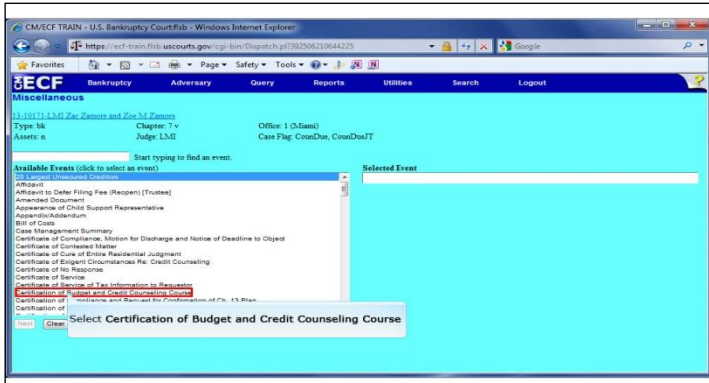 CM/ECF TRAIN - U.S. Bankruptcy Court:flsb - Windows Internet Explorer
https://ecf-train.flsb.uscourts.gov/cgi-bin/Dispatch.pl?392506210644225
Google
Favorites Page Safety Tools
ECF Bankruptcy Adversary Query Reports Utilities Search Logout ?
Miscellaneous
13-10171-LMI Zac Zamore and Zoe M Zamore
Type: bk Chapter: 7 v Office: 1 (Miami)
Assets: n Judge: LMI Case Flag: CounDue, CounDueJT
Start typing to find an event.
Available Events (click to select an event) Selected Event
20 Largest Unsecured Creditors
Affidavit
Affidavit to Defer Filing Fee (Reopen) [Trustee]
Amended Document
Appearance of Child Support Representative
Appendix/Addendum
Bill of Costs
Case Management Summary
Certificate of Compliance, Motion for Discharge and Notice of Deadline to Object
Certificate of Contested Matter
Certificate of Cure of Entire Residential Judgment
Certificate of Exigent Circumstances Re: Credit Counseling
Certificate of No Response
Certificate of Service
Certificate of Service of Tax Information to Requestor
Certification of Budget and Credit Counseling Course
Certification of Compliance and Request for Confirmation of Ch. 13 Plan
Certification of
Next Clear
Select Certification of Budget and Credit Counseling Course